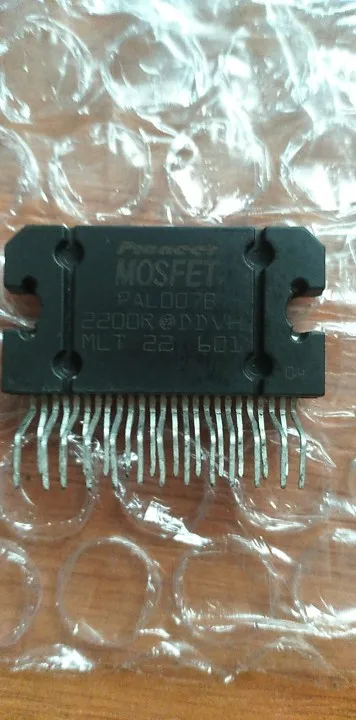 Pioneer
MOSFET
PAL007B
2200R@DDVH
MLT 22 601
04